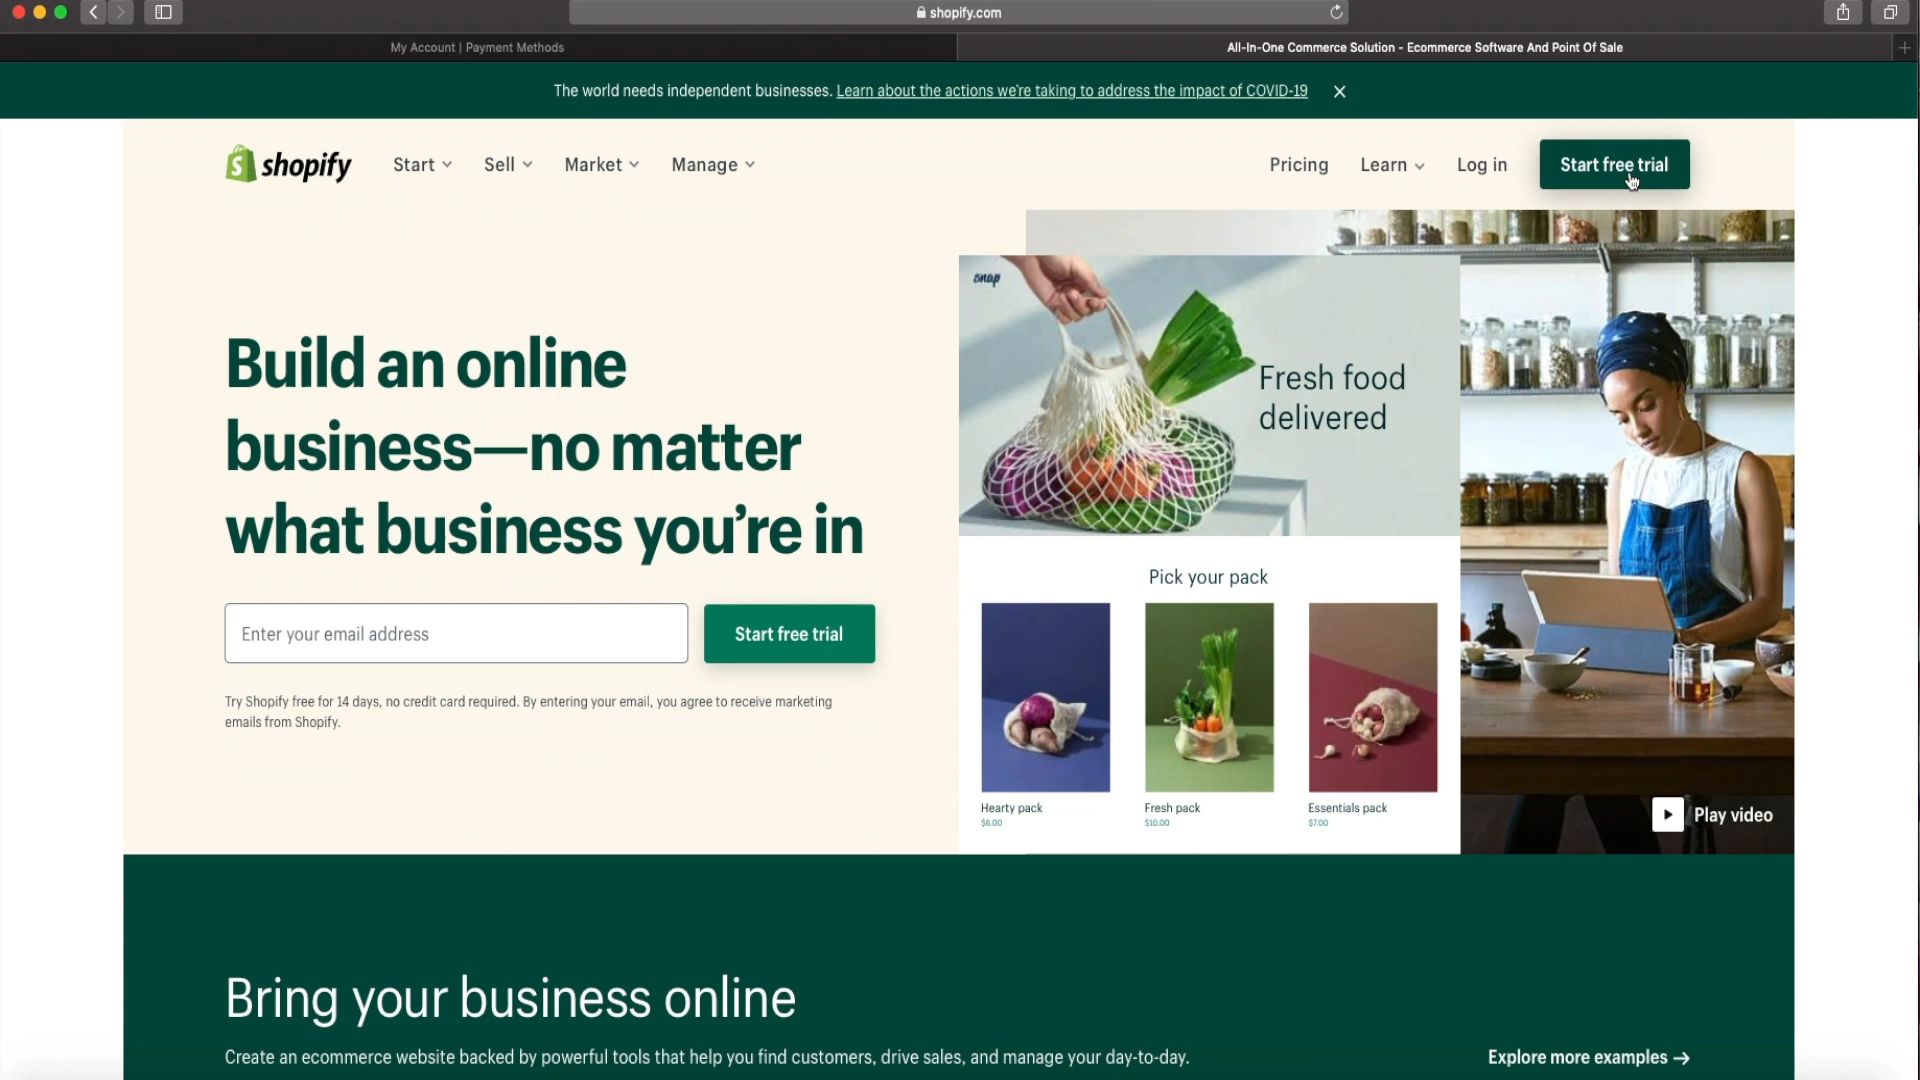 shopify.com
My Account | Payment Methods
All-In-One Commerce Solution - Ecommerce Software And Point Of Sale
The world needs independent businesses. Learn about the actions we're taking to address the impact of COVID-19
shopify
Start
Sell
Market
Manage
Pricing
Learn
Log in
Start free trial
Build an online
business—no matter
what business you're in
Enter your email address
Start free trial
Try Shopify free for 14 days, no credit card required. By entering your email, you agree to receive marketing
emails from Shopify.
snap
Fresh food
delivered
Pick your pack
Hearty pack
$6.00
Fresh pack
$10.00
Essentials pack
$7.00
Play video
Bring your business online
Create an ecommerce website backed by powerful tools that help you find customers, drive sales, and manage your day-to-day.
Explore more examples →